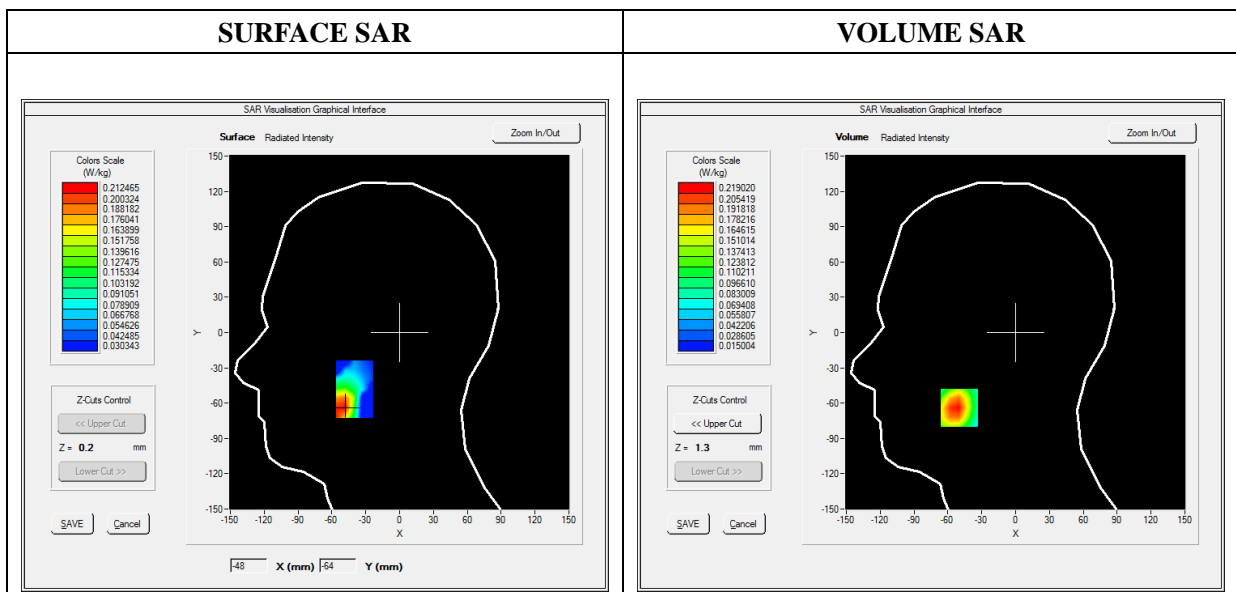 SURFACE SAR
VOLUME SAR
SAR Visualisation Graphical Interface
Surface Radiated Intensity
Zoom In/Out
Colors Scale
(W/kg)
0.212465
0.200324
0.188182
0.176041
0.163899
0.151758
0.139616
0.127475
0.115334
0.103192
0.091051
0.078909
0.066768
0.054626
0.042485
0.030343
Z-Cuts Control
<< Upper Cut
Z = 0.2 mm
Lower Cut >>
SAVE Cancel
150
120
90
60
30
Y 0
-30
-60
-90
-120
-150
-150 -120 -90 -60 -30 0 30 60 90 120 150
X
-48 X (mm) -64 Y (mm)
SAR Visualisation Graphical Interface
Volume Radiated Intensity
Zoom In/Out
Colors Scale
(W/kg)
0.219020
0.205419
0.191818
0.178216
0.164615
0.151014
0.137413
0.123812
0.110211
0.096610
0.083009
0.069408
0.055807
0.042206
0.028605
0.015004
Z-Cuts Control
<< Upper Cut
Z = 1.3 mm
Lower Cut >>
SAVE Cancel
150
120
90
60
30
Y 0
-30
-60
-90
-120
-150
-150 -120 -90 -60 -30 0 30 60 90 120 150
X